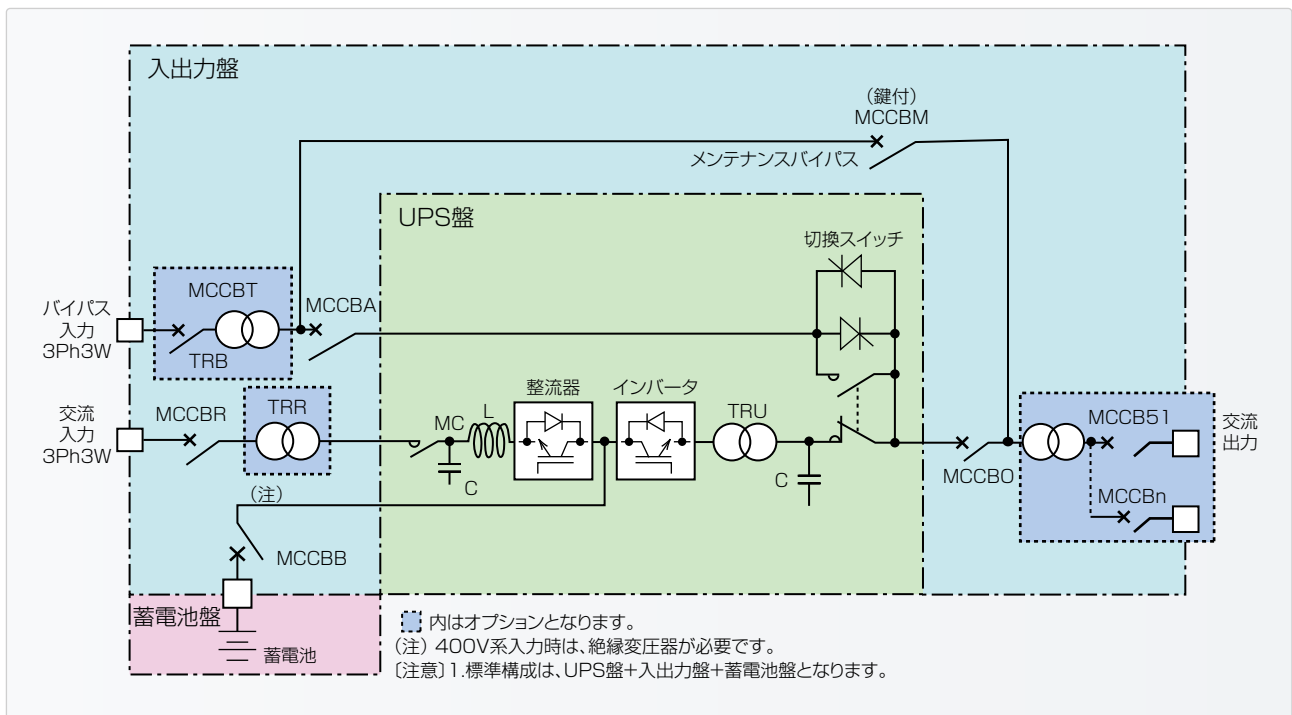 入出力盤
(鍵付)
MCCBM
メンテナンスバイパス
UPS盤
切換スイッチ
MCCBT
MCCBA
バイパス
入力
3Ph3W
TRB
交流
入力
3Ph3W
MCCBR
TRR
MC
L
整流器
インバータ
TRU
MCCB51
交流
出力
C
C
MCCBO
MCCBn
(注)
MCCBB
蓄電池盤
蓄電池
内はオプションとなります。
(注) 400V系入力時は、絶縁変圧器が必要です。
〔注意〕1.標準構成は、UPS盤+入出力盤+蓄電池盤となります。